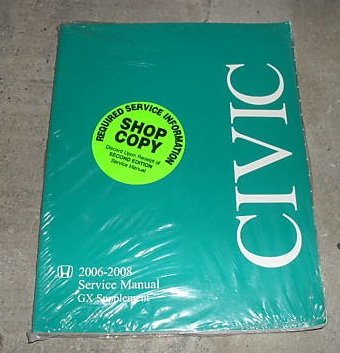 REQUIRED SERVICE INFORMATION
SHOP
COPY
Discard Upon Receipt of
SECOND EDITION
Service Manual
CIVIC
2006-2008
Service Manual
GX Supplement